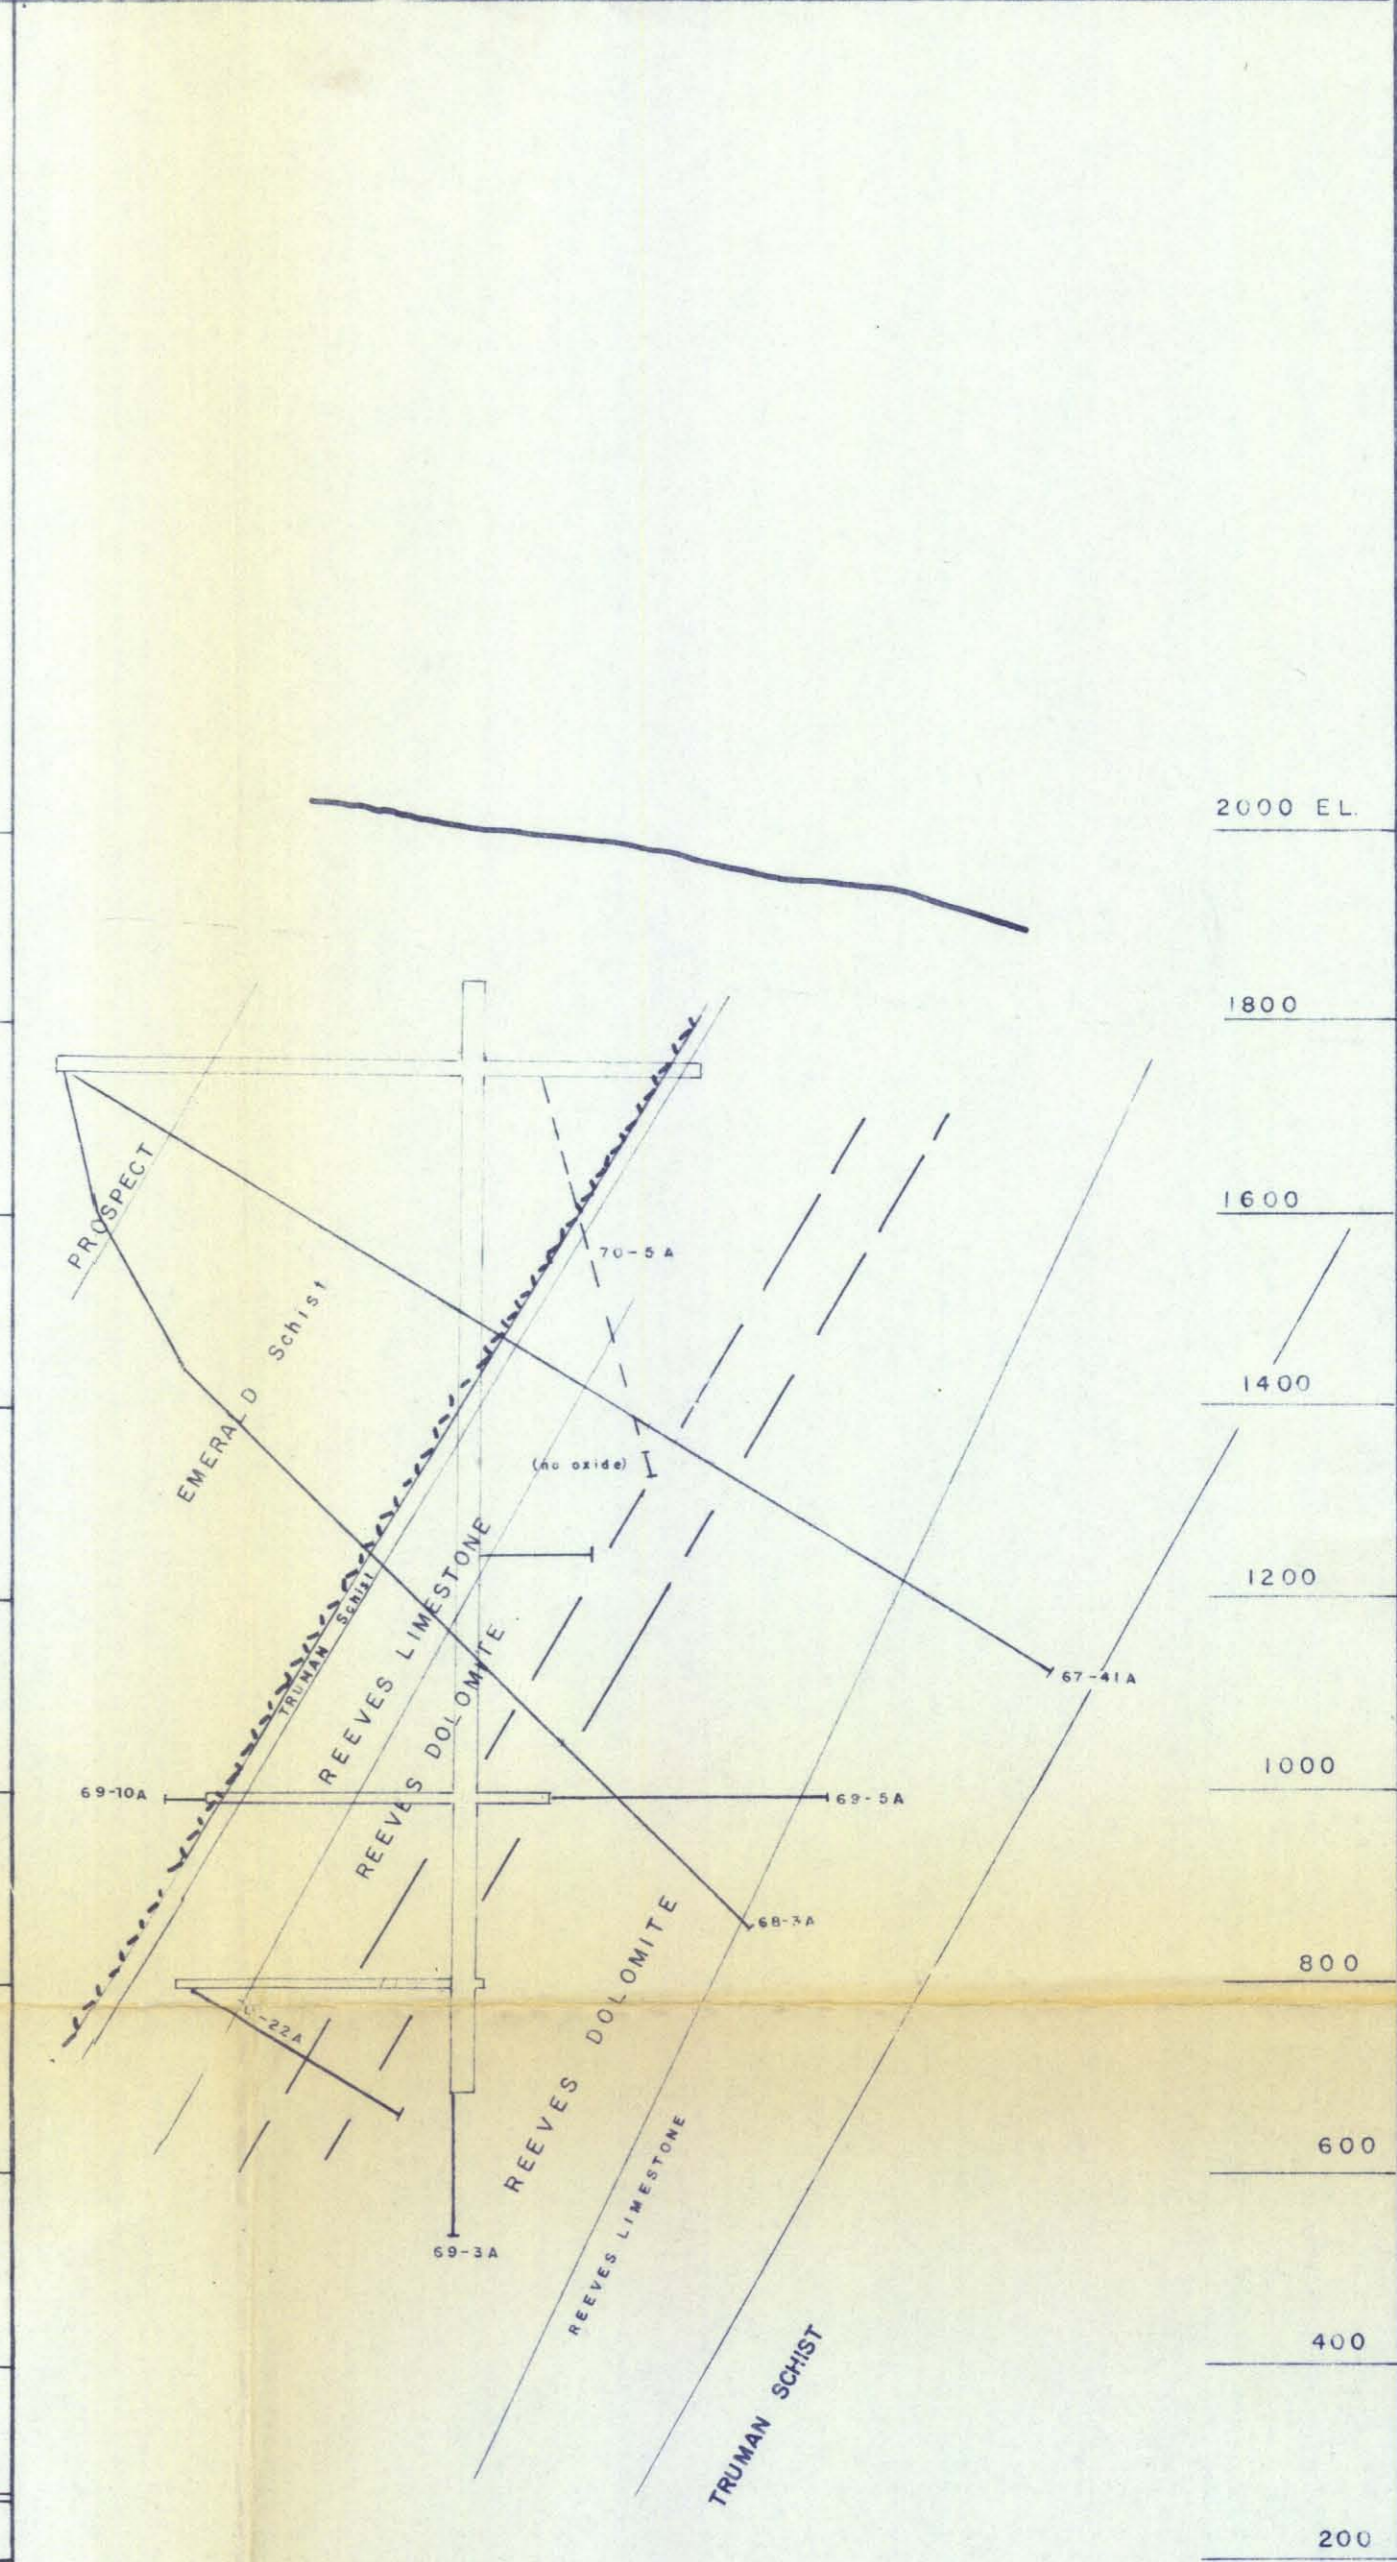 2000 EL.
1800
PROSPECT
1600
70-5A
EMERALD Schist
1400
(no oxide)
1200
TRUMAN Schist
REEVES LIMESTONE
REEVES DOLOMITE
67-41A
1000
69-10A
69-5A
68-3A
800
-22A
REEVES DOLOMITE
600
REEVES LIMESTONE
69-3A
400
TRUMAN SCHIST
200